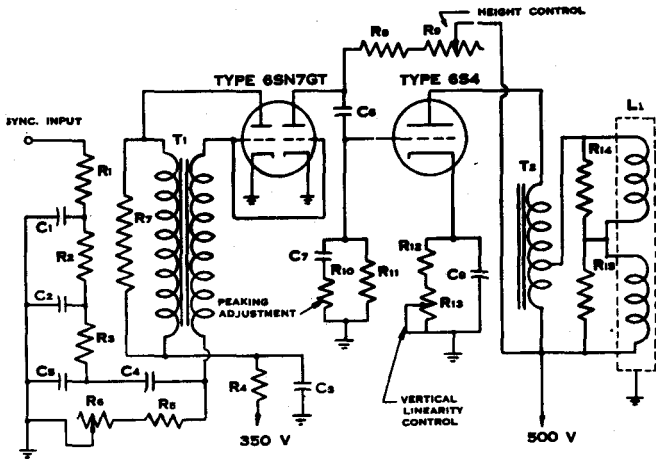 HEIGHT CONTROL
R8
R9
TYPE 6SN7GT
TYPE 6S4
SYNC. INPUT
C6
L1
T1
R1
R14
T2
C1
R7
R2
C7
R10
R11
R12
C9
R15
C2
PEAKING
ADJUSTMENT
R13
R3
C5
C4
R4
C3
R6
R5
VERTICAL
LINEARITY
CONTROL
350 V
500 V